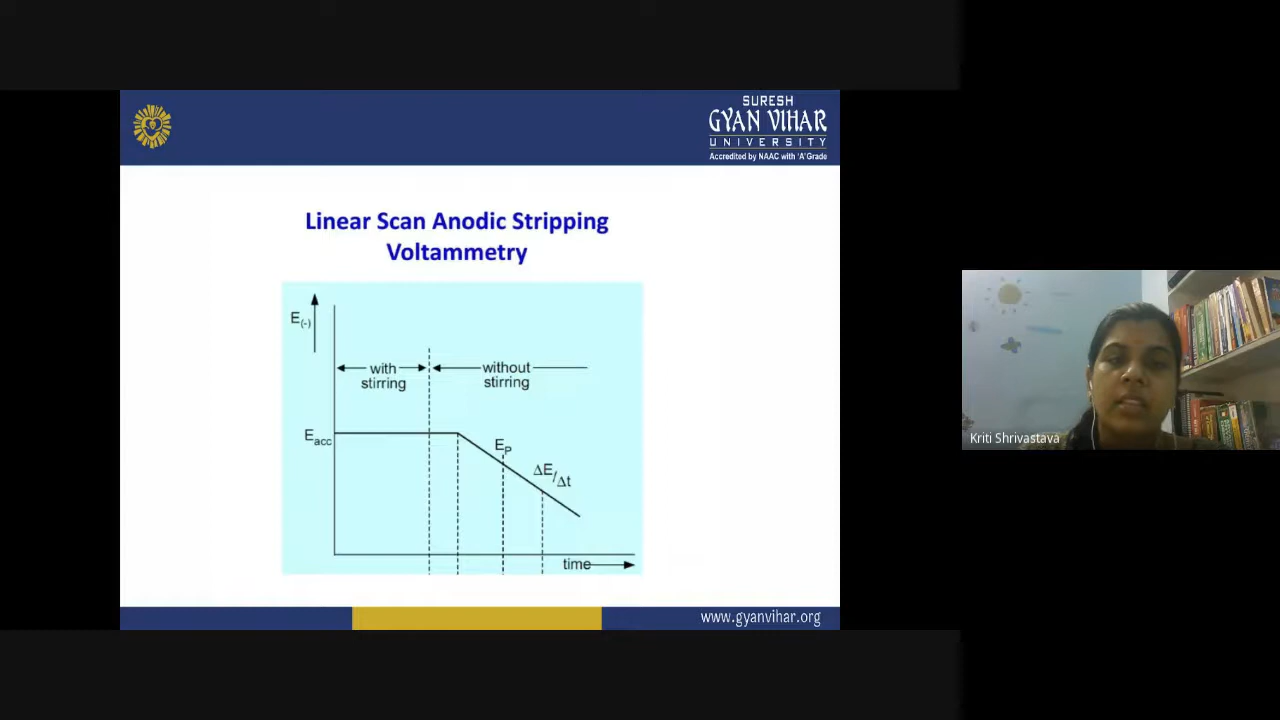 SURESH
GYAN VIHAR
UNIVERSITY
Accredited by NAAC with 'A' Grade
Linear Scan Anodic Stripping
Voltammetry
E(-)
with
stirring
without
stirring
Eacc
EP
ΔE/Δt
time
www.gyanvihar.org
Kriti Shrivastava